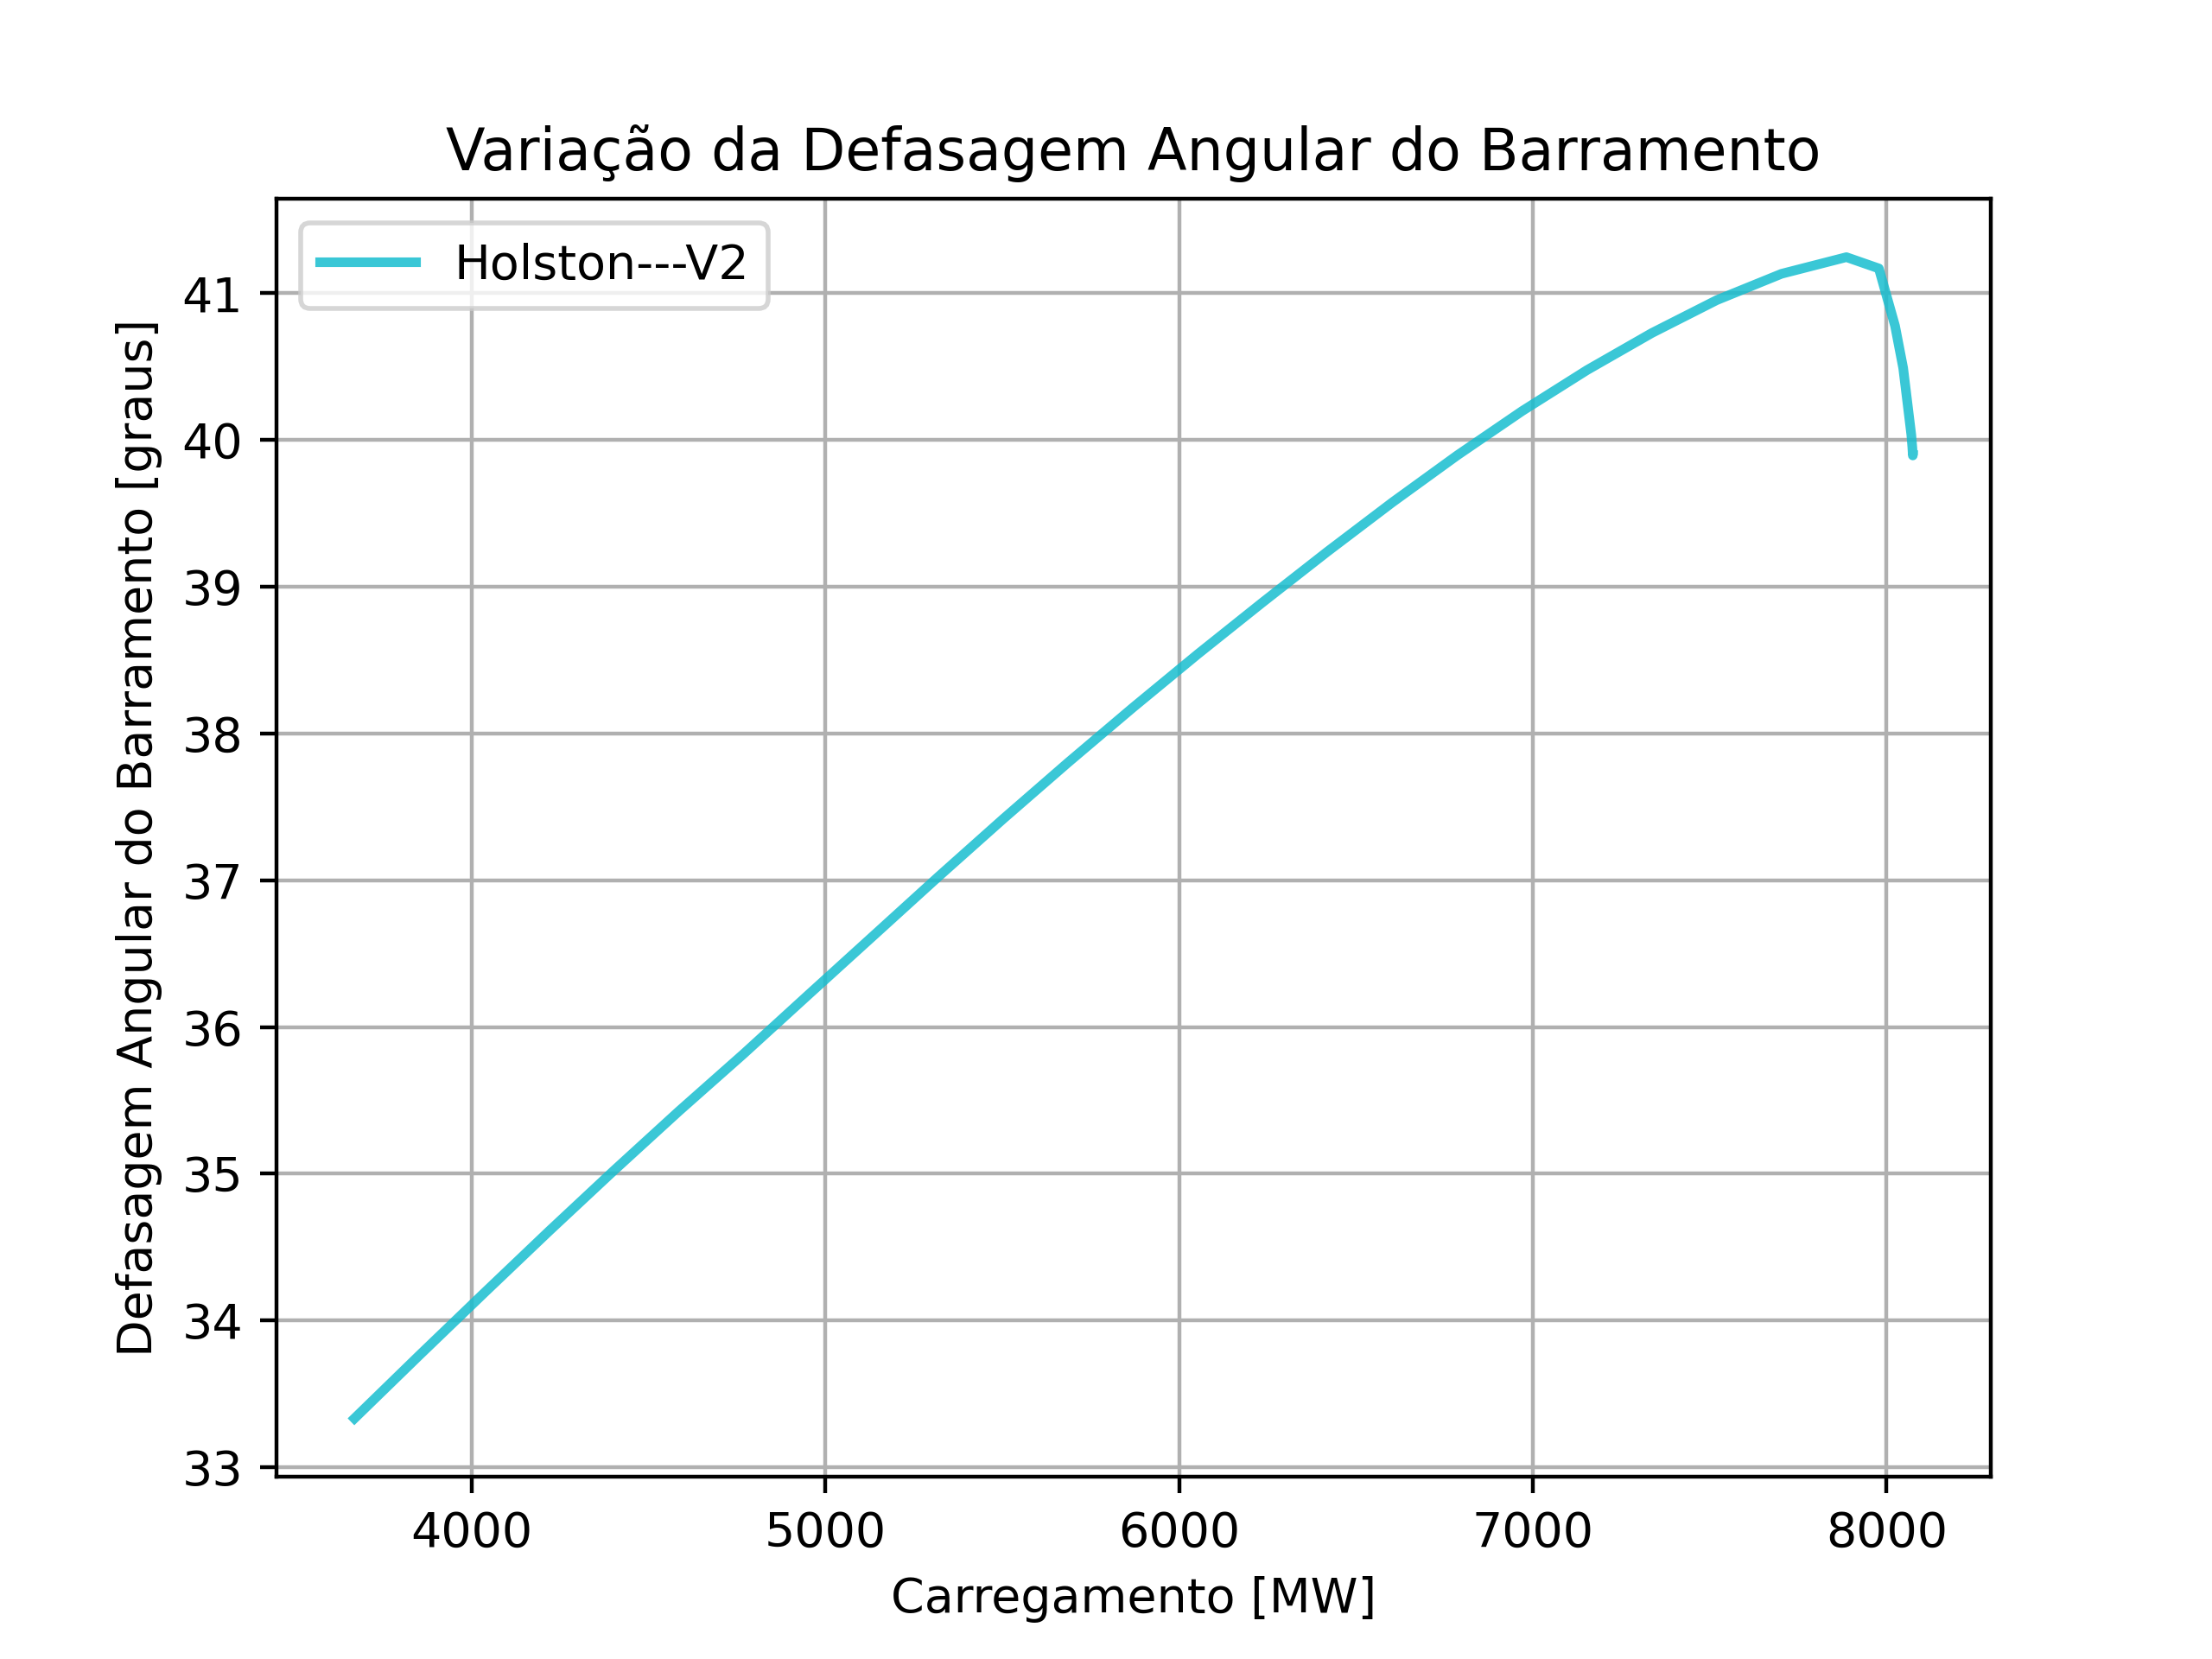 Variação da Defasagem Angular do Barramento
Holston---V2
Defasagem Angular do Barramento [graus]
41
40
39
38
37
36
35
34
33
4000 5000 6000 7000 8000
Carregamento [MW]